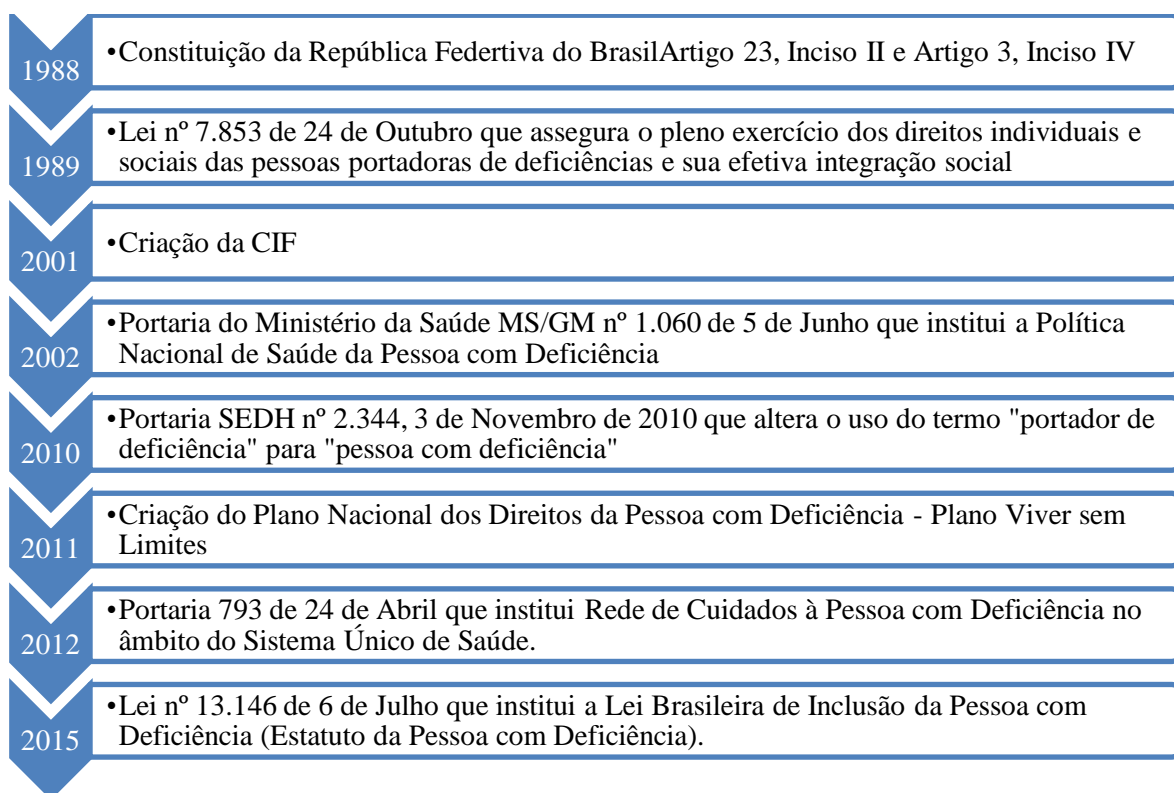 1988
•Constituição da República Federtiva do BrasilArtigo 23, Inciso II e Artigo 3, Inciso IV
1989
•Lei nº 7.853 de 24 de Outubro que assegura o pleno exercício dos direitos individuais e
sociais das pessoas portadoras de deficiências e sua efetiva integração social
2001
•Criação da CIF
2002
•Portaria do Ministério da Saúde MS/GM nº 1.060 de 5 de Junho que institui a Política
Nacional de Saúde da Pessoa com Deficiência
2010
•Portaria SEDH nº 2.344, 3 de Novembro de 2010 que altera o uso do termo "portador de
deficiência" para "pessoa com deficiência"
2011
•Criação do Plano Nacional dos Direitos da Pessoa com Deficiência - Plano Viver sem
Limites
2012
•Portaria 793 de 24 de Abril que institui Rede de Cuidados à Pessoa com Deficiência no
âmbito do Sistema Único de Saúde.
2015
•Lei nº 13.146 de 6 de Julho que institui a Lei Brasileira de Inclusão da Pessoa com
Deficiência (Estatuto da Pessoa com Deficiência).